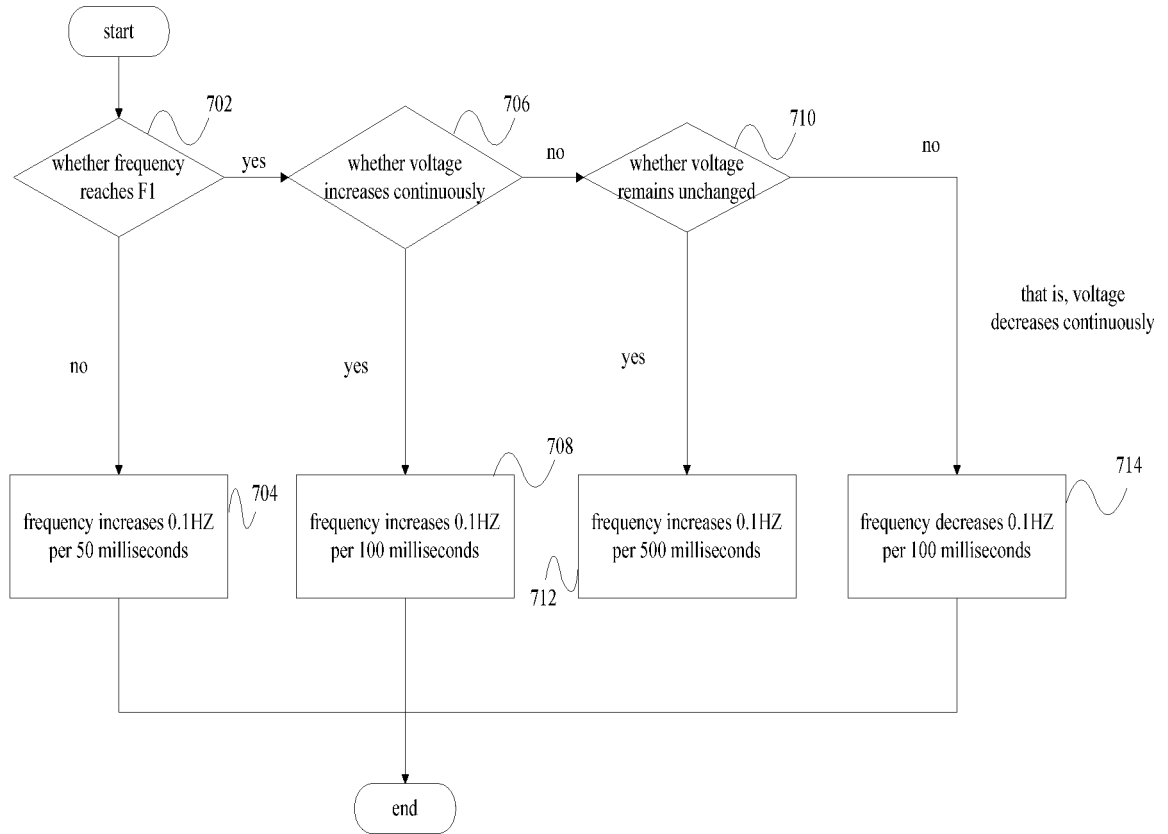 start
702
whether frequency
reaches F1
yes
706
whether voltage
increases continuously
no
710
whether voltage
remains unchanged
no
that is, voltage
decreases continuously
no
yes
yes
704
frequency increases 0.1HZ
per 50 milliseconds
708
frequency increases 0.1HZ
per 100 milliseconds
712
frequency increases 0.1HZ
per 500 milliseconds
714
frequency decreases 0.1HZ
per 100 milliseconds
end